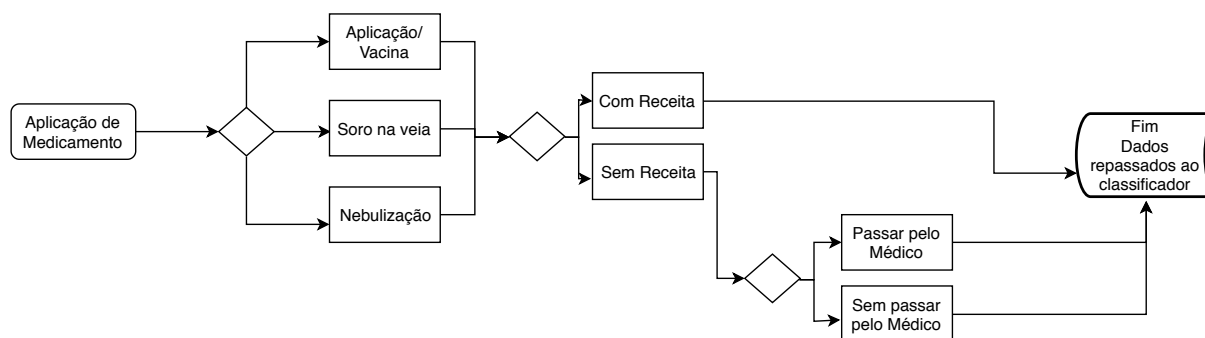 Aplicação de
Medicamento
Aplicação/
Vacina
Soro na veia
Nebulização
Com Receita
Sem Receita
Passar pelo
Médico
Sem passar
pelo Médico
Fim
Dados
repassados ao
classificador